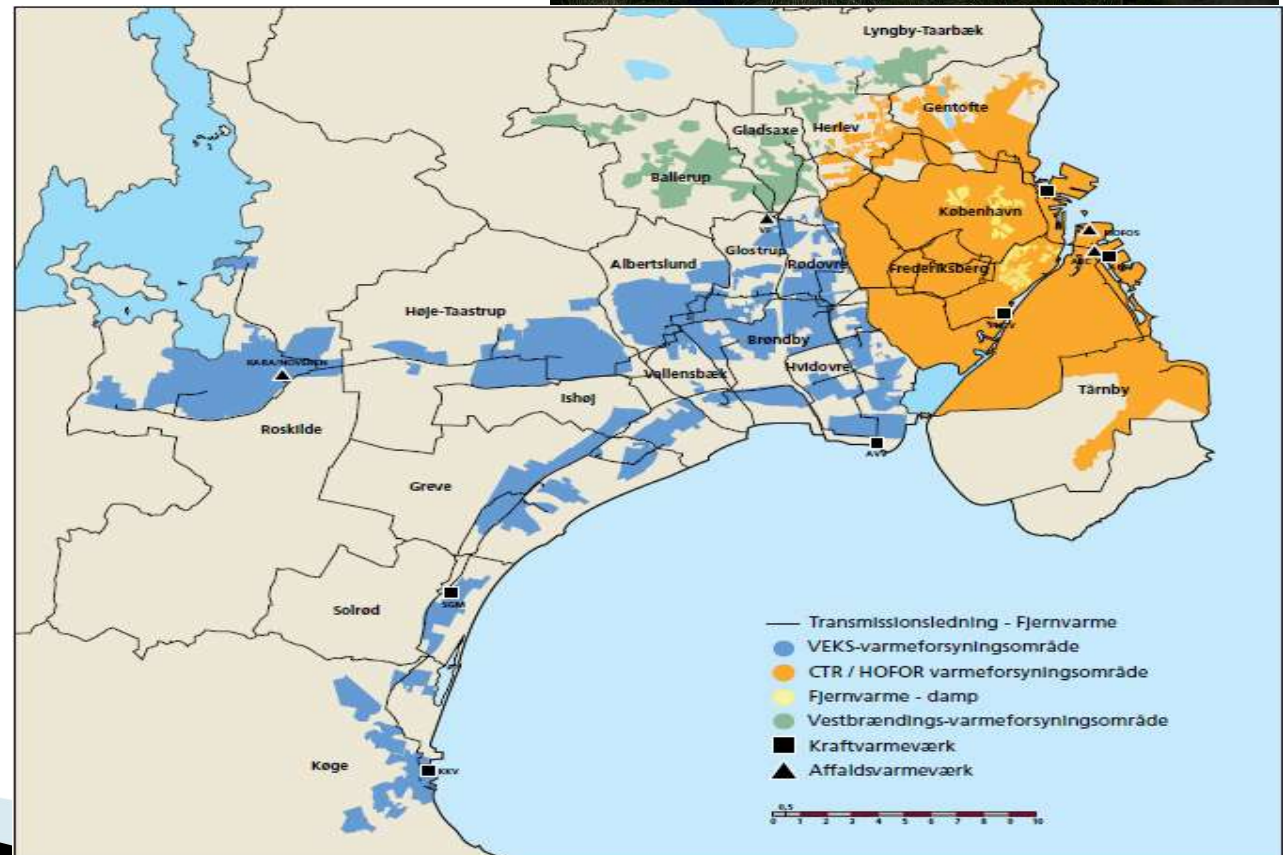 Lyngby-Taarbæk
Gentofte
Gladsaxe
Herlev
Ballerup
København
VF
Glostrup
Rødovre
Albertslund
Frederiksberg
Høje-Taastrup
Brøndby
Vallensbæk
Hvidovre
Tårnby
Ishøj
Roskilde
Greve
Solrød
SGM
Køge
KKV
Transmissionsledning - Fjernvarme
VEKS-varmeforsyningsområde
CTR / HOFOR varmeforsyningsområde
Fjernvarme - damp
Vestbrændings-varmeforsyningsområde
Kraftvarmeværk
Affaldsvarmeværk
0,5
0 1 2 3 4 5 6 7 8 9 10